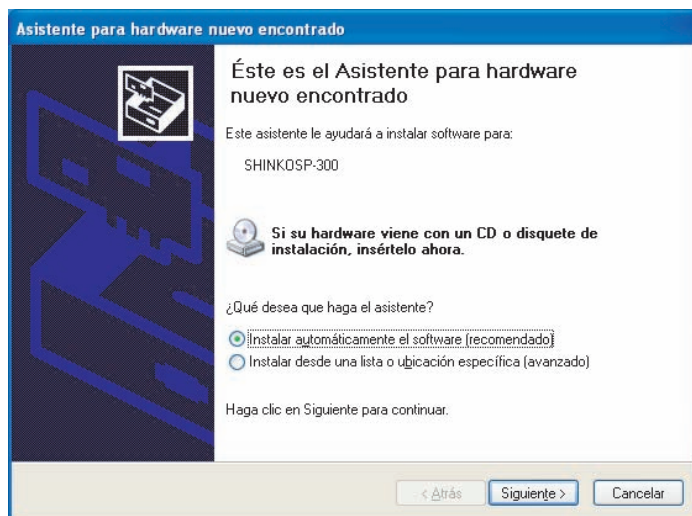 Asistente para hardware nuevo encontrado
Éste es el Asistente para hardware
nuevo encontrado
Este asistente le ayudará a instalar software para:
SHINKOSP-300
Si su hardware viene con un CD o disquete de
instalación, insértelo ahora.
¿Qué desea que haga el asistente?
Instalar automáticamente el software (recomendado)
Instalar desde una lista o ubicación específica (avanzado)
Haga clic en Siguiente para continuar.
< Atrás Siguiente > Cancelar